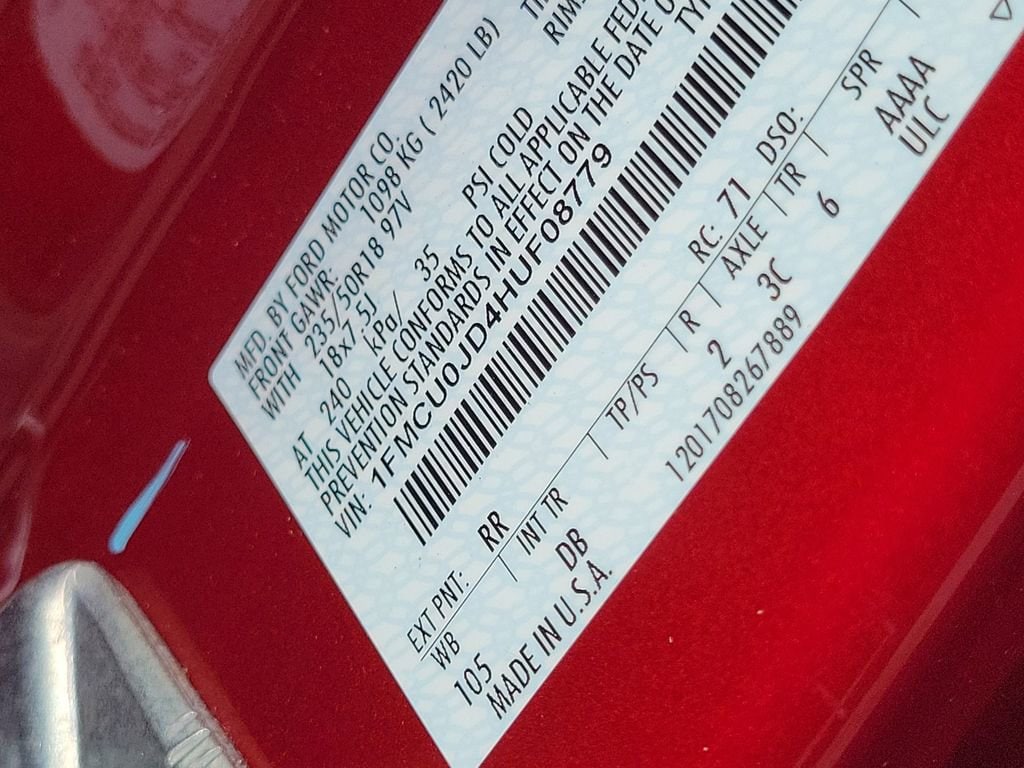 MFD. BY FORD MOTOR CO.
FRONT GAWR: 1098 KG ( 2420 LB)
WITH 235/50R18 97V
18x7.5J RIMS
AT 240 kPa/ 35 PSI COLD
THIS VEHICLE CONFORMS TO ALL APPLICABLE FED
PREVENTION STANDARDS IN EFFECT ON THE DATE O
VIN: 1FMCU0JD4HUF08779 TY
EXT PNT: RR RC: 71 DSO:
WB | INT TR | TP/PS | R | AXLE | TR | SPR |
105 DB 2 3C 6 AAAA
MADE IN U.S.A. 1201708267889 ULC